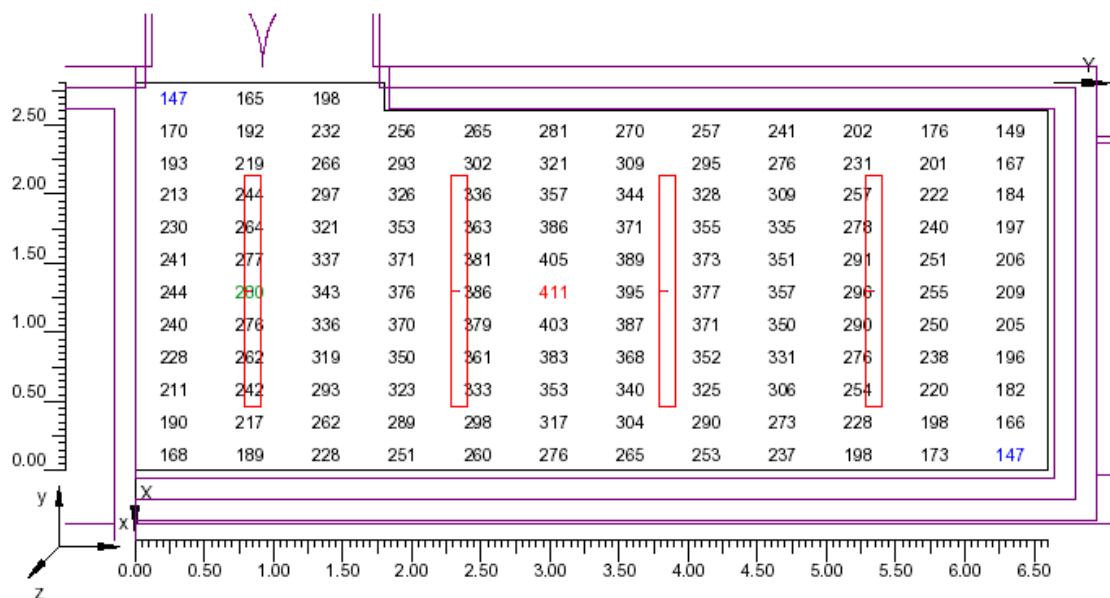 Y
147 165 198
2.50
170 192 232 256 265 281 270 257 241 202 176 149
193 219 266 293 302 321 309 295 276 231 201 167
2.00 213 244 297 326 336 357 344 328 309 257 222 184
230 264 321 353 363 386 371 355 335 278 240 197
1.50 241 277 337 371 381 405 389 373 351 291 251 206
244 280 343 376 386 411 395 377 357 296 255 209
1.00 240 276 336 370 379 403 387 371 350 290 250 205
228 262 319 350 361 383 368 352 331 276 238 196
0.50 211 242 293 323 333 353 340 325 306 254 220 182
190 217 262 289 298 317 304 290 273 228 198 166
0.00 168 189 228 251 260 276 265 253 237 198 173 147
y X
x
0.00 0.50 1.00 1.50 2.00 2.50 3.00 3.50 4.00 4.50 5.00 5.50 6.00 6.50
z